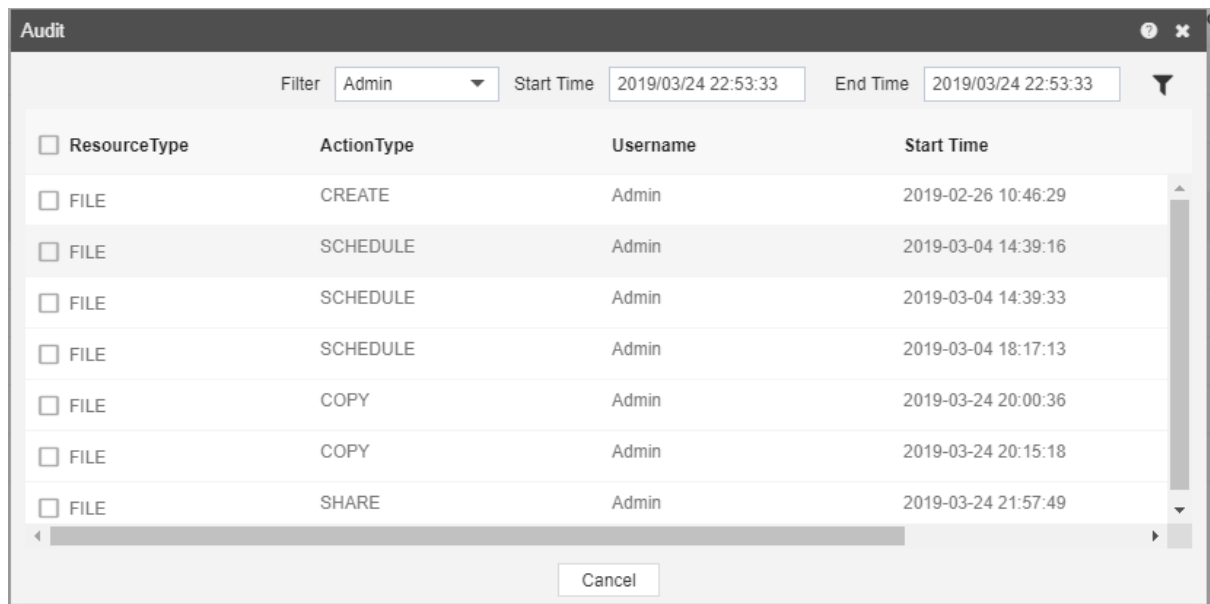 Audit
Filter Admin Start Time 2019/03/24 22:53:33 End Time 2019/03/24 22:53:33
ResourceType ActionType Username Start Time
FILE CREATE Admin 2019-02-26 10:46:29
FILE SCHEDULE Admin 2019-03-04 14:39:16
FILE SCHEDULE Admin 2019-03-04 14:39:33
FILE SCHEDULE Admin 2019-03-04 18:17:13
FILE COPY Admin 2019-03-24 20:00:36
FILE COPY Admin 2019-03-24 20:15:18
FILE SHARE Admin 2019-03-24 21:57:49
Cancel